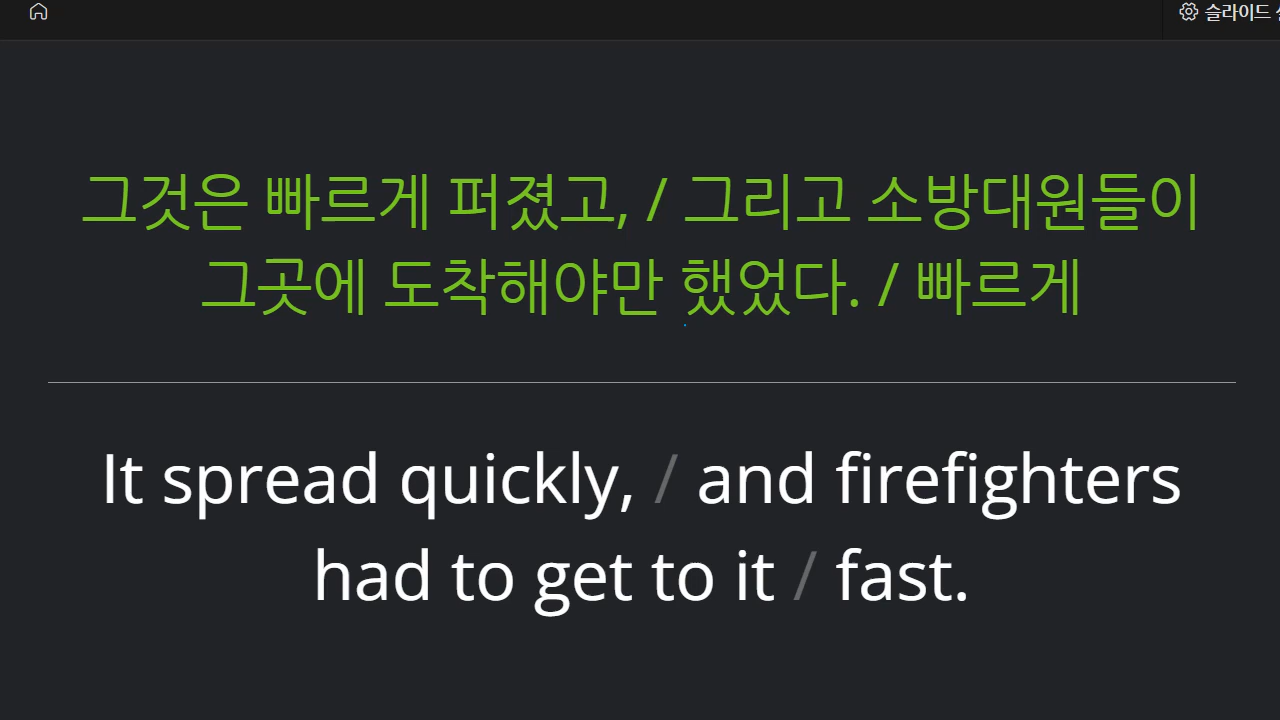 슬라이드
그것은 빠르게 퍼졌고, / 그리고 소방대원들이
그곳에 도착해야만 했었다. / 빠르게
It spread quickly, / and firefighters
had to get to it / fast.